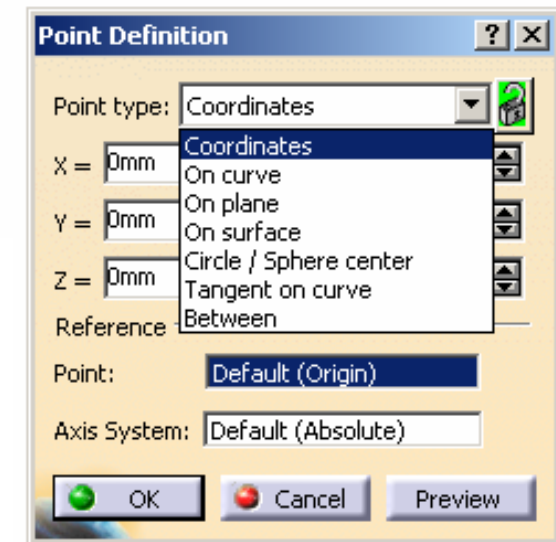 Point Definition ? X
Point type: Coordinates
Coordinates
X = 0mm
On curve
On plane
Y = 0mm
On surface
Circle / Sphere center
Z = 0mm
Tangent on curve
Between
Reference
Point: Default (Origin)
Axis System: Default (Absolute)
OK Cancel Preview